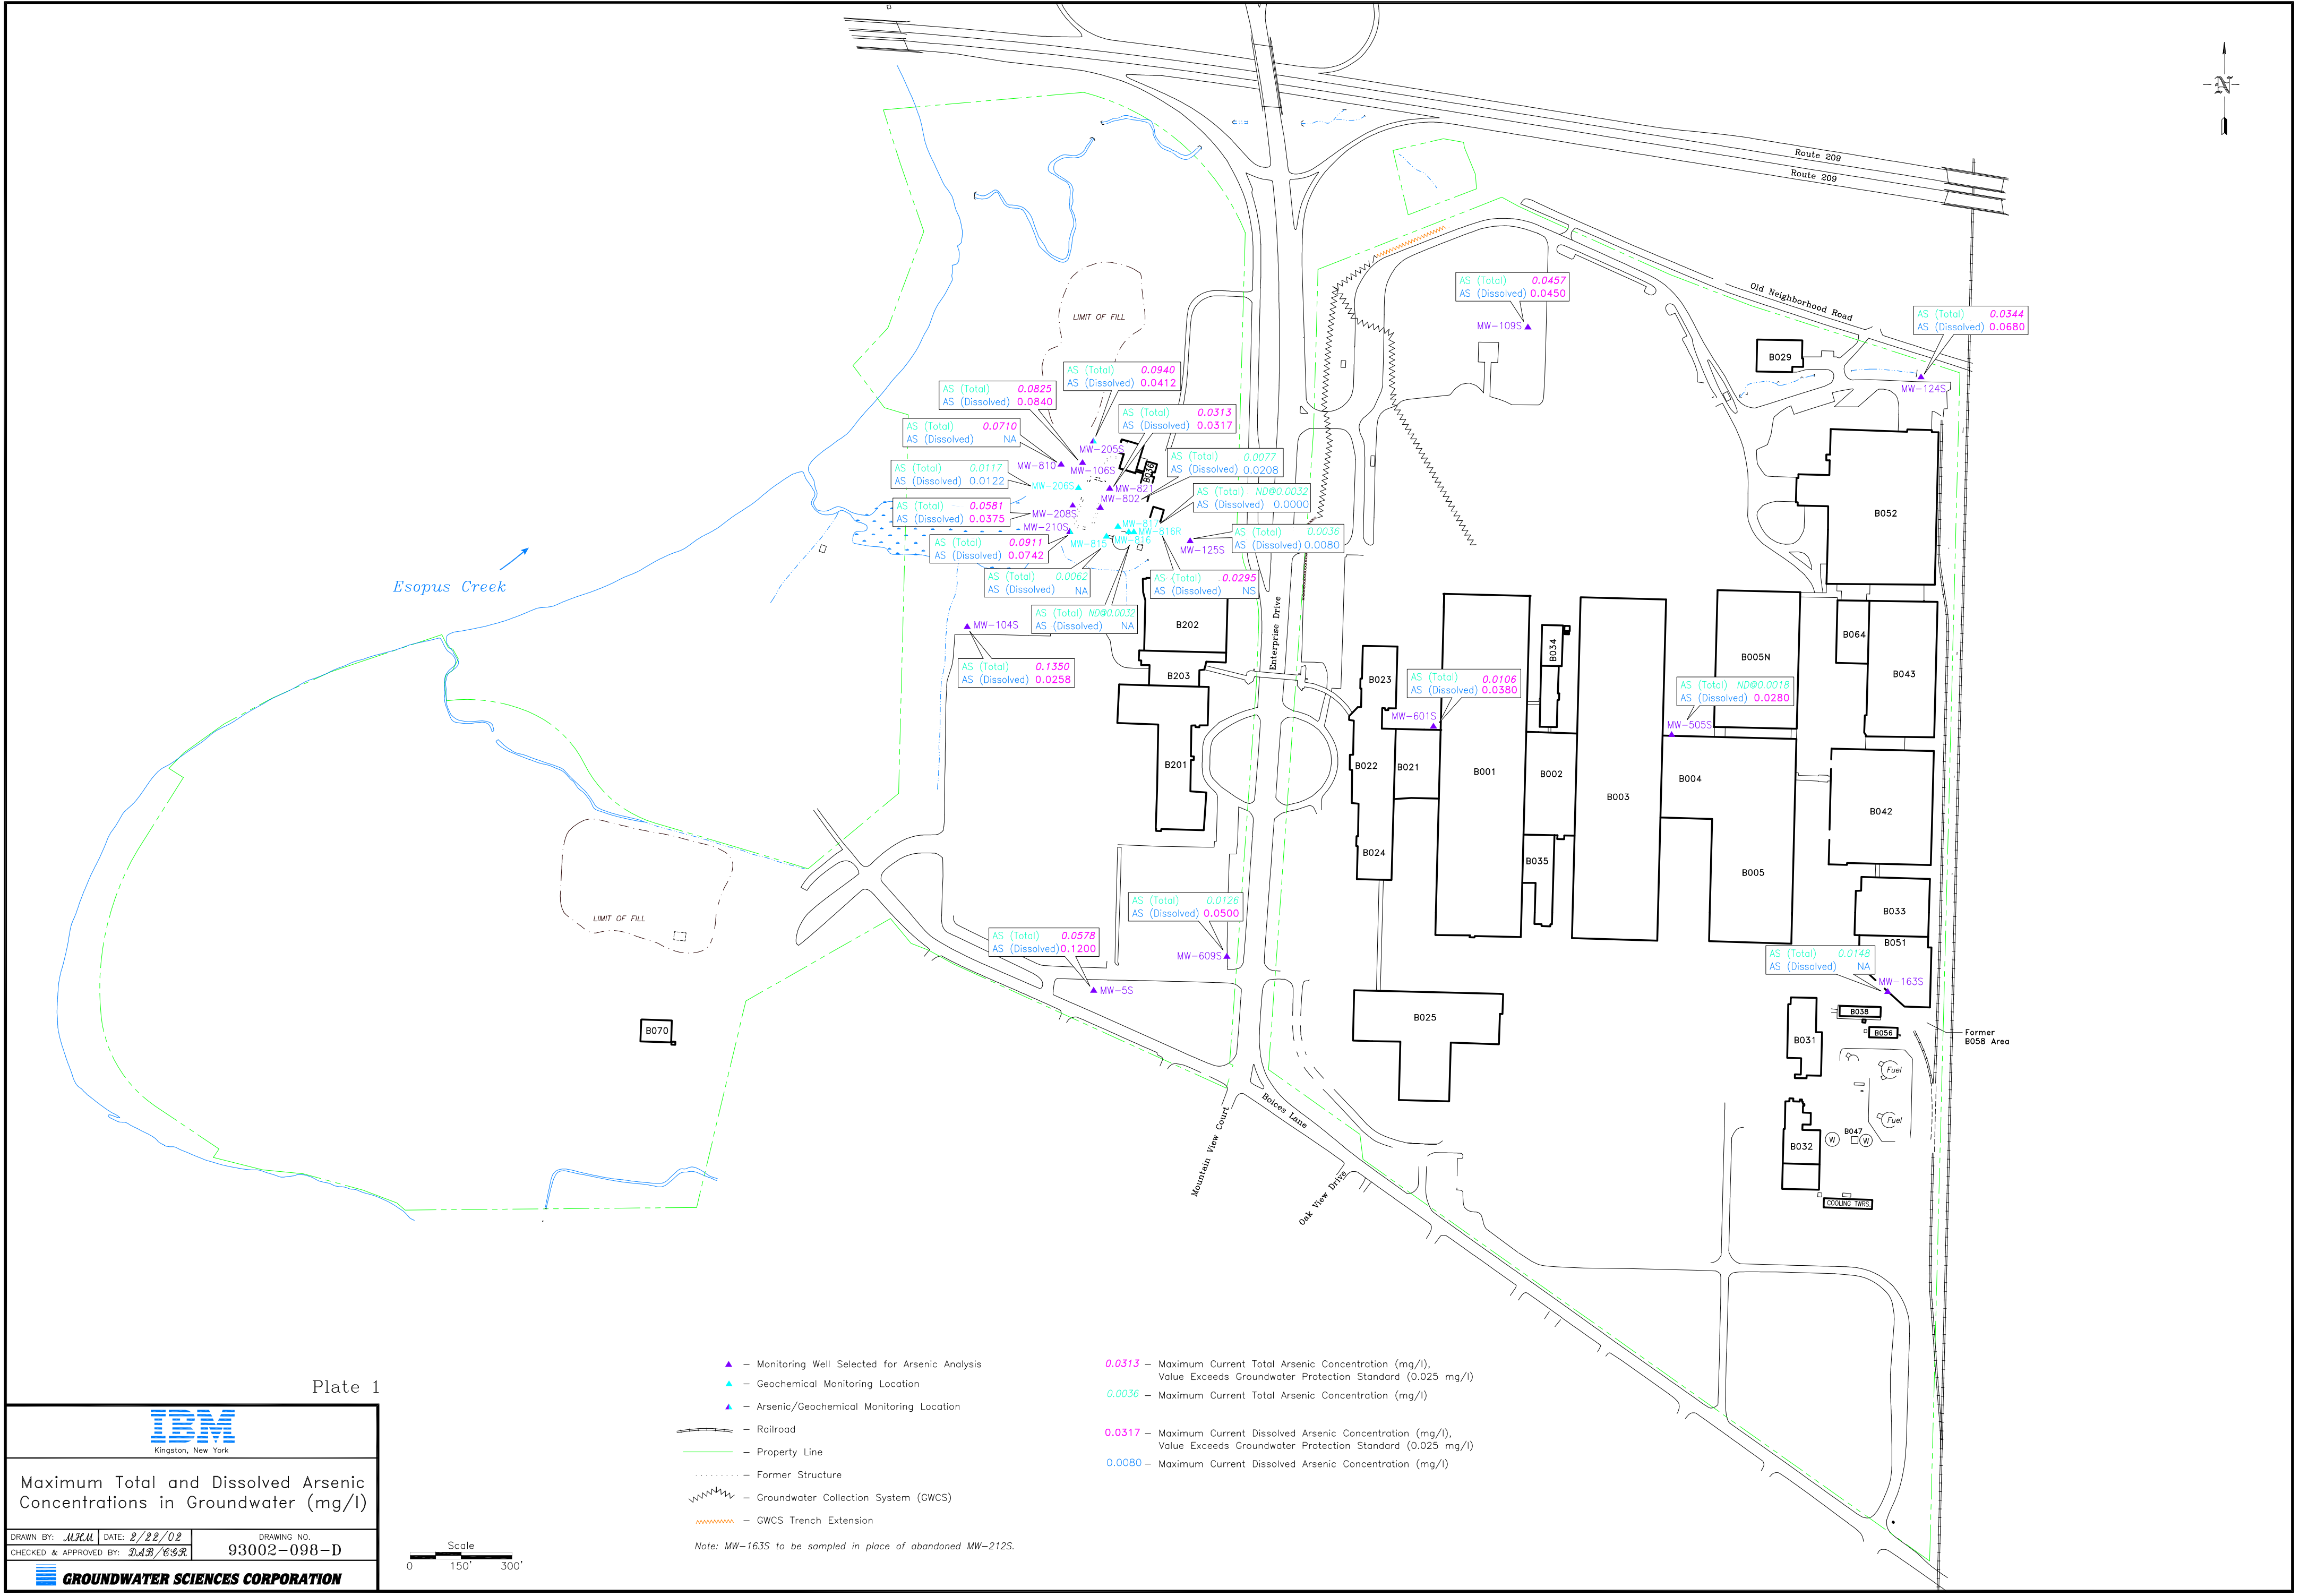 N
Route 209
Route 209
Old Neighborhood Road
AS (Total) 0.0457
AS (Dissolved) 0.0450
MW-109S
AS (Total) 0.0344
AS (Dissolved) 0.0680
MW-124S
B029
LIMIT OF FILL
AS (Total) 0.0940
AS (Dissolved) 0.0412
AS (Total) 0.0825
AS (Dissolved) 0.0840
AS (Total) 0.0313
AS (Dissolved) 0.0317
AS (Total) 0.0710
AS (Dissolved) NA
MW-205S
MW-810
MW-106S
B036
AS (Total) 0.0077
AS (Dissolved) 0.0208
AS (Total) 0.0117
AS (Dissolved) 0.0122
MW-206S
MW-821
MW-802
AS (Total) ND@0.0032
AS (Dissolved) 0.0000
AS (Total) 0.0581
AS (Dissolved) 0.0375
MW-208S
MW-210S
MW-817
MW-816R
MW-815
MW-816
MW-125S
AS (Total) 0.0036
AS (Dissolved) 0.0080
AS (Total) 0.0911
AS (Dissolved) 0.0742
AS (Total) 0.0062
AS (Dissolved) NA
AS (Total) 0.0295
AS (Dissolved) NS
AS (Total) ND@0.0032
AS (Dissolved) NA
Esopus Creek
MW-104S
AS (Total) 0.1350
AS (Dissolved) 0.0258
B202
B203
B201
Enterprise Drive
B052
B064
B043
B005N
B034
B023
AS (Total) 0.0106
AS (Dissolved) 0.0380
MW-601S
AS (Total) ND@0.0018
AS (Dissolved) 0.0280
MW-505S
B022
B021
B001
B002
B003
B004
B042
B024
B035
B005
B033
B051
LIMIT OF FILL
AS (Total) 0.0126
AS (Dissolved) 0.0500
MW-609S
AS (Total) 0.0578
AS (Dissolved) 0.1200
MW-5S
AS (Total) 0.0148
AS (Dissolved) NA
MW-163S
B070
B025
B038
B056
B031
Former
B058 Area
Fuel
Fuel
B047
W
W
B032
COOLING TWRS.
Boices Lane
Mountain View Court
Oak View Drive
Plate 1
IBM
Kingston, New York
Maximum Total and Dissolved Arsenic
Concentrations in Groundwater (mg/l)
DRAWN BY: MHM DATE: 2/22/02
CHECKED & APPROVED BY: DAB/CGR
DRAWING NO.
93002-098-D
GROUNDWATER SCIENCES CORPORATION
Scale
0 150' 300'
– Monitoring Well Selected for Arsenic Analysis
– Geochemical Monitoring Location
– Arsenic/Geochemical Monitoring Location
– Railroad
– Property Line
– Former Structure
– Groundwater Collection System (GWCS)
– GWCS Trench Extension
Note: MW-163S to be sampled in place of abandoned MW-212S.
0.0313 – Maximum Current Total Arsenic Concentration (mg/l),
Value Exceeds Groundwater Protection Standard (0.025 mg/l)
0.0036 – Maximum Current Total Arsenic Concentration (mg/l)
0.0317 – Maximum Current Dissolved Arsenic Concentration (mg/l),
Value Exceeds Groundwater Protection Standard (0.025 mg/l)
0.0080 – Maximum Current Dissolved Arsenic Concentration (mg/l)